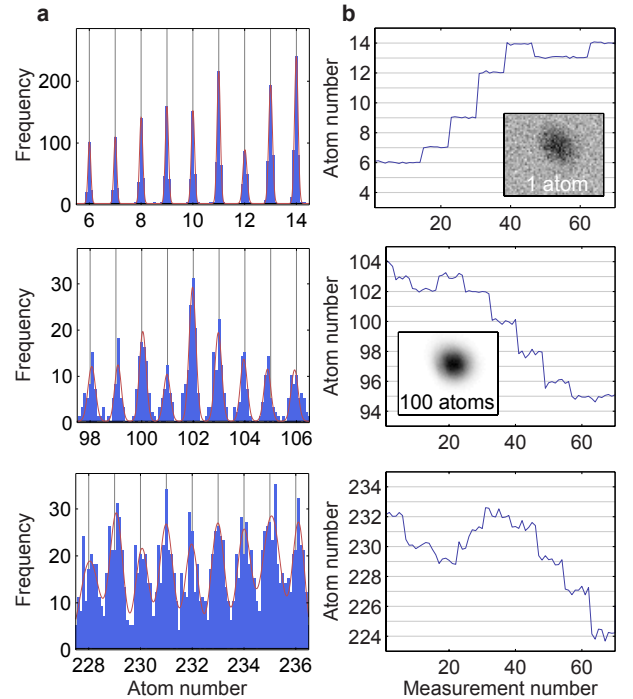 a
Frequency
200
100
0
6 8 10 12 14
b
Atom number
14
12
10
8
6
4
1 atom
20 40 60
Frequency
30
20
10
0
98 100 102 104 106
Atom number
104
102
100
98
96
94
100 atoms
20 40 60
Frequency
30
20
10
0
228 230 232 234 236
Atom number
Atom number
234
232
230
228
226
224
20 40 60
Measurement number